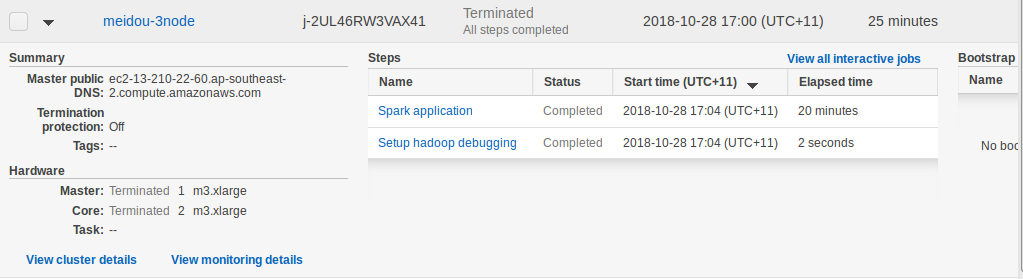 meidou-3node j-2UL46RW3VAX41 Terminated 2018-10-28 17:00 (UTC+11) 25 minutes
All steps completed
Summary
Master public DNS: ec2-13-210-22-60.ap-southeast-
2.compute.amazonaws.com
Termination
protection: Off
Tags: --
Hardware
Master: Terminated 1 m3.xlarge
Core: Terminated 2 m3.xlarge
Task: --
View cluster details View monitoring details
Steps View all interactive jobs
Name Status Start time (UTC+11) Elapsed time
Spark application Completed 2018-10-28 17:04 (UTC+11) 20 minutes
Setup hadoop debugging Completed 2018-10-28 17:04 (UTC+11) 2 seconds
Bootstrap
Name
No boo